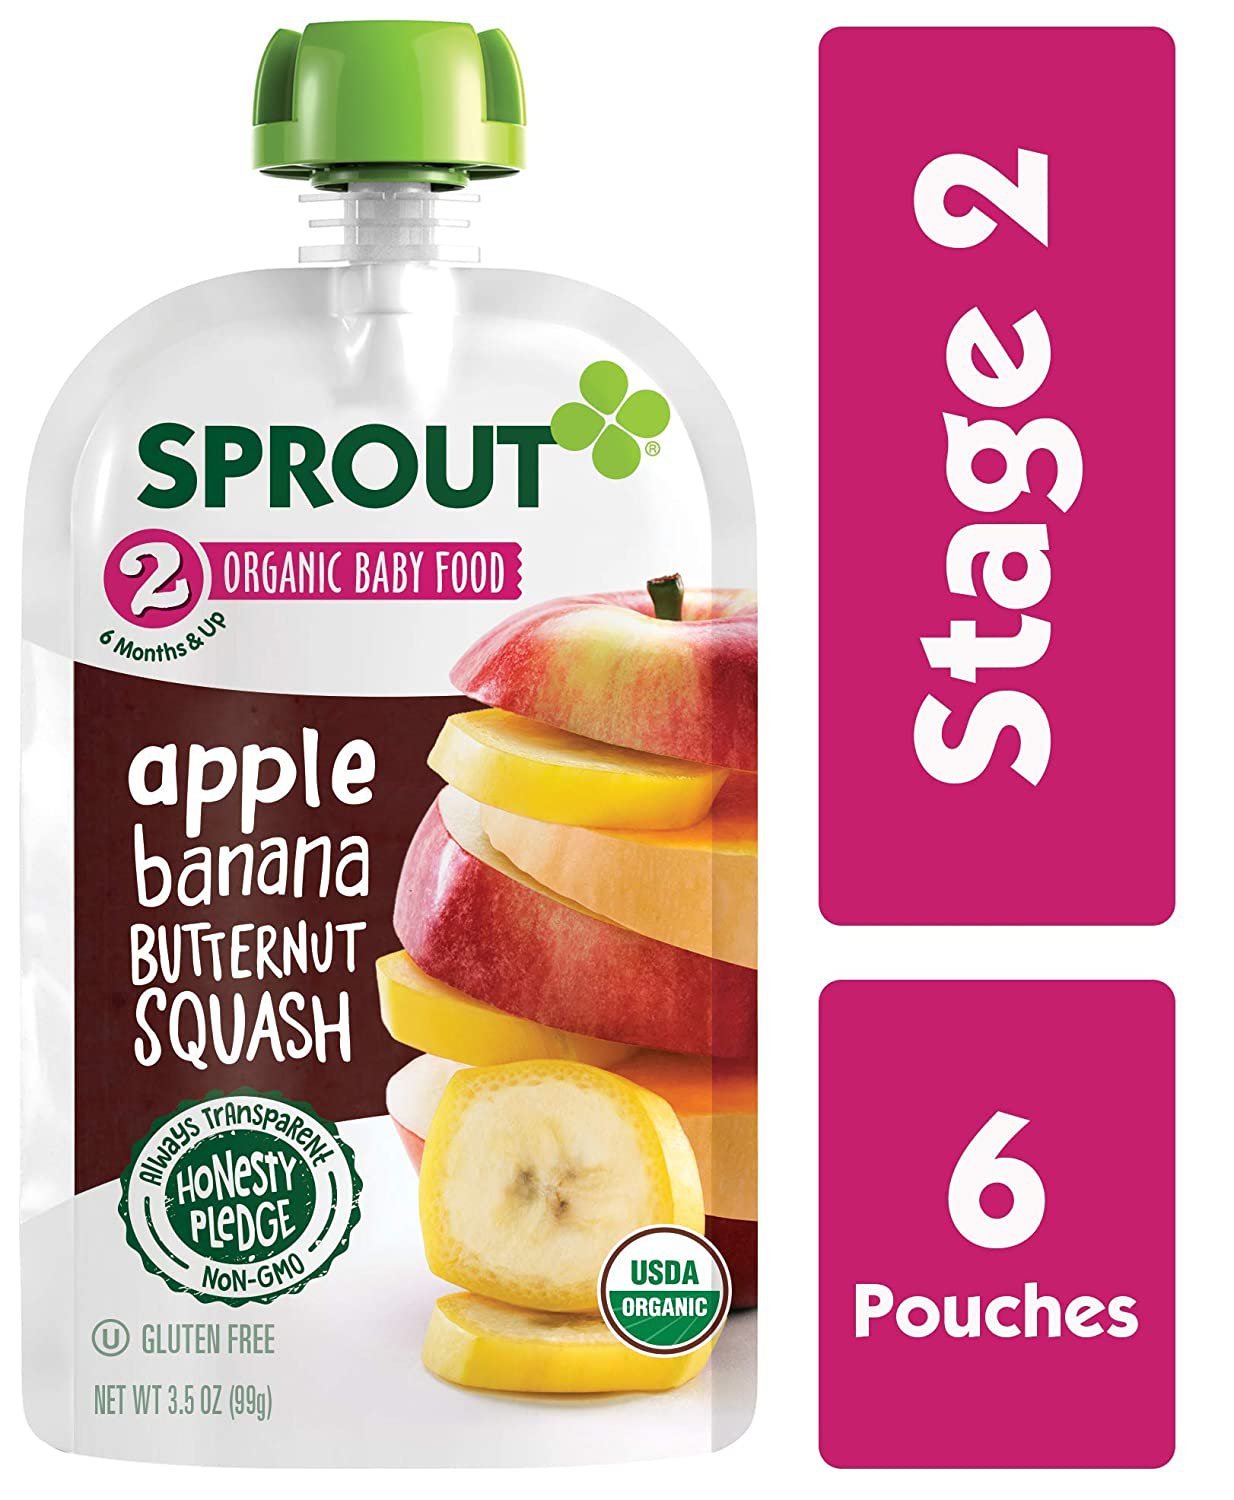 SPROUT®
2 ORGANIC BABY FOOD
6 Months & Up
apple
banana
BUTTERNUT
SQUASH
ALWAYS TRANSPARENT
HONESTY
PLEDGE
NON-GMO
U GLUTEN FREE
NET WT 3.5 OZ (99g)
USDA
ORGANIC
Stage 2
6
Pouches